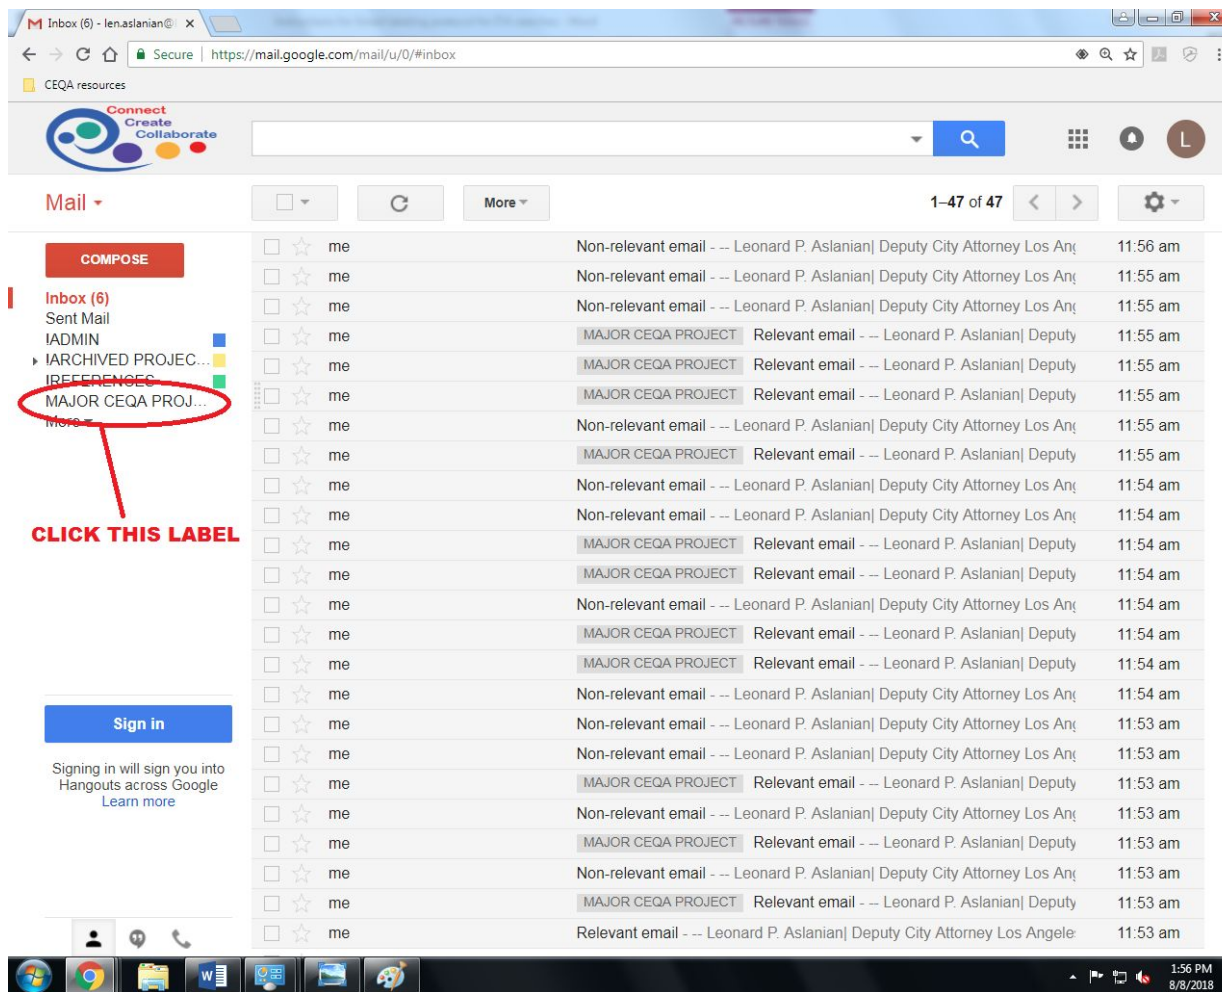 Inbox (6) - len.aslanian@
Secure | https://mail.google.com/mail/u/0/#inbox
CEQA resources
Connect
Create
Collaborate
L
Mail
More
1–47 of 47
COMPOSE
Inbox (6)
Sent Mail
!ADMIN
!ARCHIVED PROJEC...
!REFERENCES
MAJOR CEQA PROJ...
More
CLICK THIS LABEL
Sign in
Signing in will sign you into
Hangouts across Google
Learn more
me Non-relevant email - -- Leonard P. Aslanian| Deputy City Attorney Los Ang 11:56 am
me Non-relevant email - -- Leonard P. Aslanian| Deputy City Attorney Los Ang 11:55 am
me Non-relevant email - -- Leonard P. Aslanian| Deputy City Attorney Los Ang 11:55 am
me MAJOR CEQA PROJECT Relevant email - -- Leonard P. Aslanian| Deputy 11:55 am
me MAJOR CEQA PROJECT Relevant email - -- Leonard P. Aslanian| Deputy 11:55 am
me MAJOR CEQA PROJECT Relevant email - -- Leonard P. Aslanian| Deputy 11:55 am
me Non-relevant email - -- Leonard P. Aslanian| Deputy City Attorney Los Ang 11:55 am
me MAJOR CEQA PROJECT Relevant email - -- Leonard P. Aslanian| Deputy 11:55 am
me Non-relevant email - -- Leonard P. Aslanian| Deputy City Attorney Los Ang 11:54 am
me Non-relevant email - -- Leonard P. Aslanian| Deputy City Attorney Los Ang 11:54 am
me MAJOR CEQA PROJECT Relevant email - -- Leonard P. Aslanian| Deputy 11:54 am
me MAJOR CEQA PROJECT Relevant email - -- Leonard P. Aslanian| Deputy 11:54 am
me Non-relevant email - -- Leonard P. Aslanian| Deputy City Attorney Los Ang 11:54 am
me MAJOR CEQA PROJECT Relevant email - -- Leonard P. Aslanian| Deputy 11:54 am
me MAJOR CEQA PROJECT Relevant email - -- Leonard P. Aslanian| Deputy 11:54 am
me Non-relevant email - -- Leonard P. Aslanian| Deputy City Attorney Los Ang 11:54 am
me Non-relevant email - -- Leonard P. Aslanian| Deputy City Attorney Los Ang 11:53 am
me Non-relevant email - -- Leonard P. Aslanian| Deputy City Attorney Los Ang 11:53 am
me MAJOR CEQA PROJECT Relevant email - -- Leonard P. Aslanian| Deputy 11:53 am
me Non-relevant email - -- Leonard P. Aslanian| Deputy City Attorney Los Ang 11:53 am
me MAJOR CEQA PROJECT Relevant email - -- Leonard P. Aslanian| Deputy 11:53 am
me Non-relevant email - -- Leonard P. Aslanian| Deputy City Attorney Los Ang 11:53 am
me MAJOR CEQA PROJECT Relevant email - -- Leonard P. Aslanian| Deputy 11:53 am
me Relevant email - -- Leonard P. Aslanian| Deputy City Attorney Los Angele 11:53 am
1:56 PM
8/8/2018